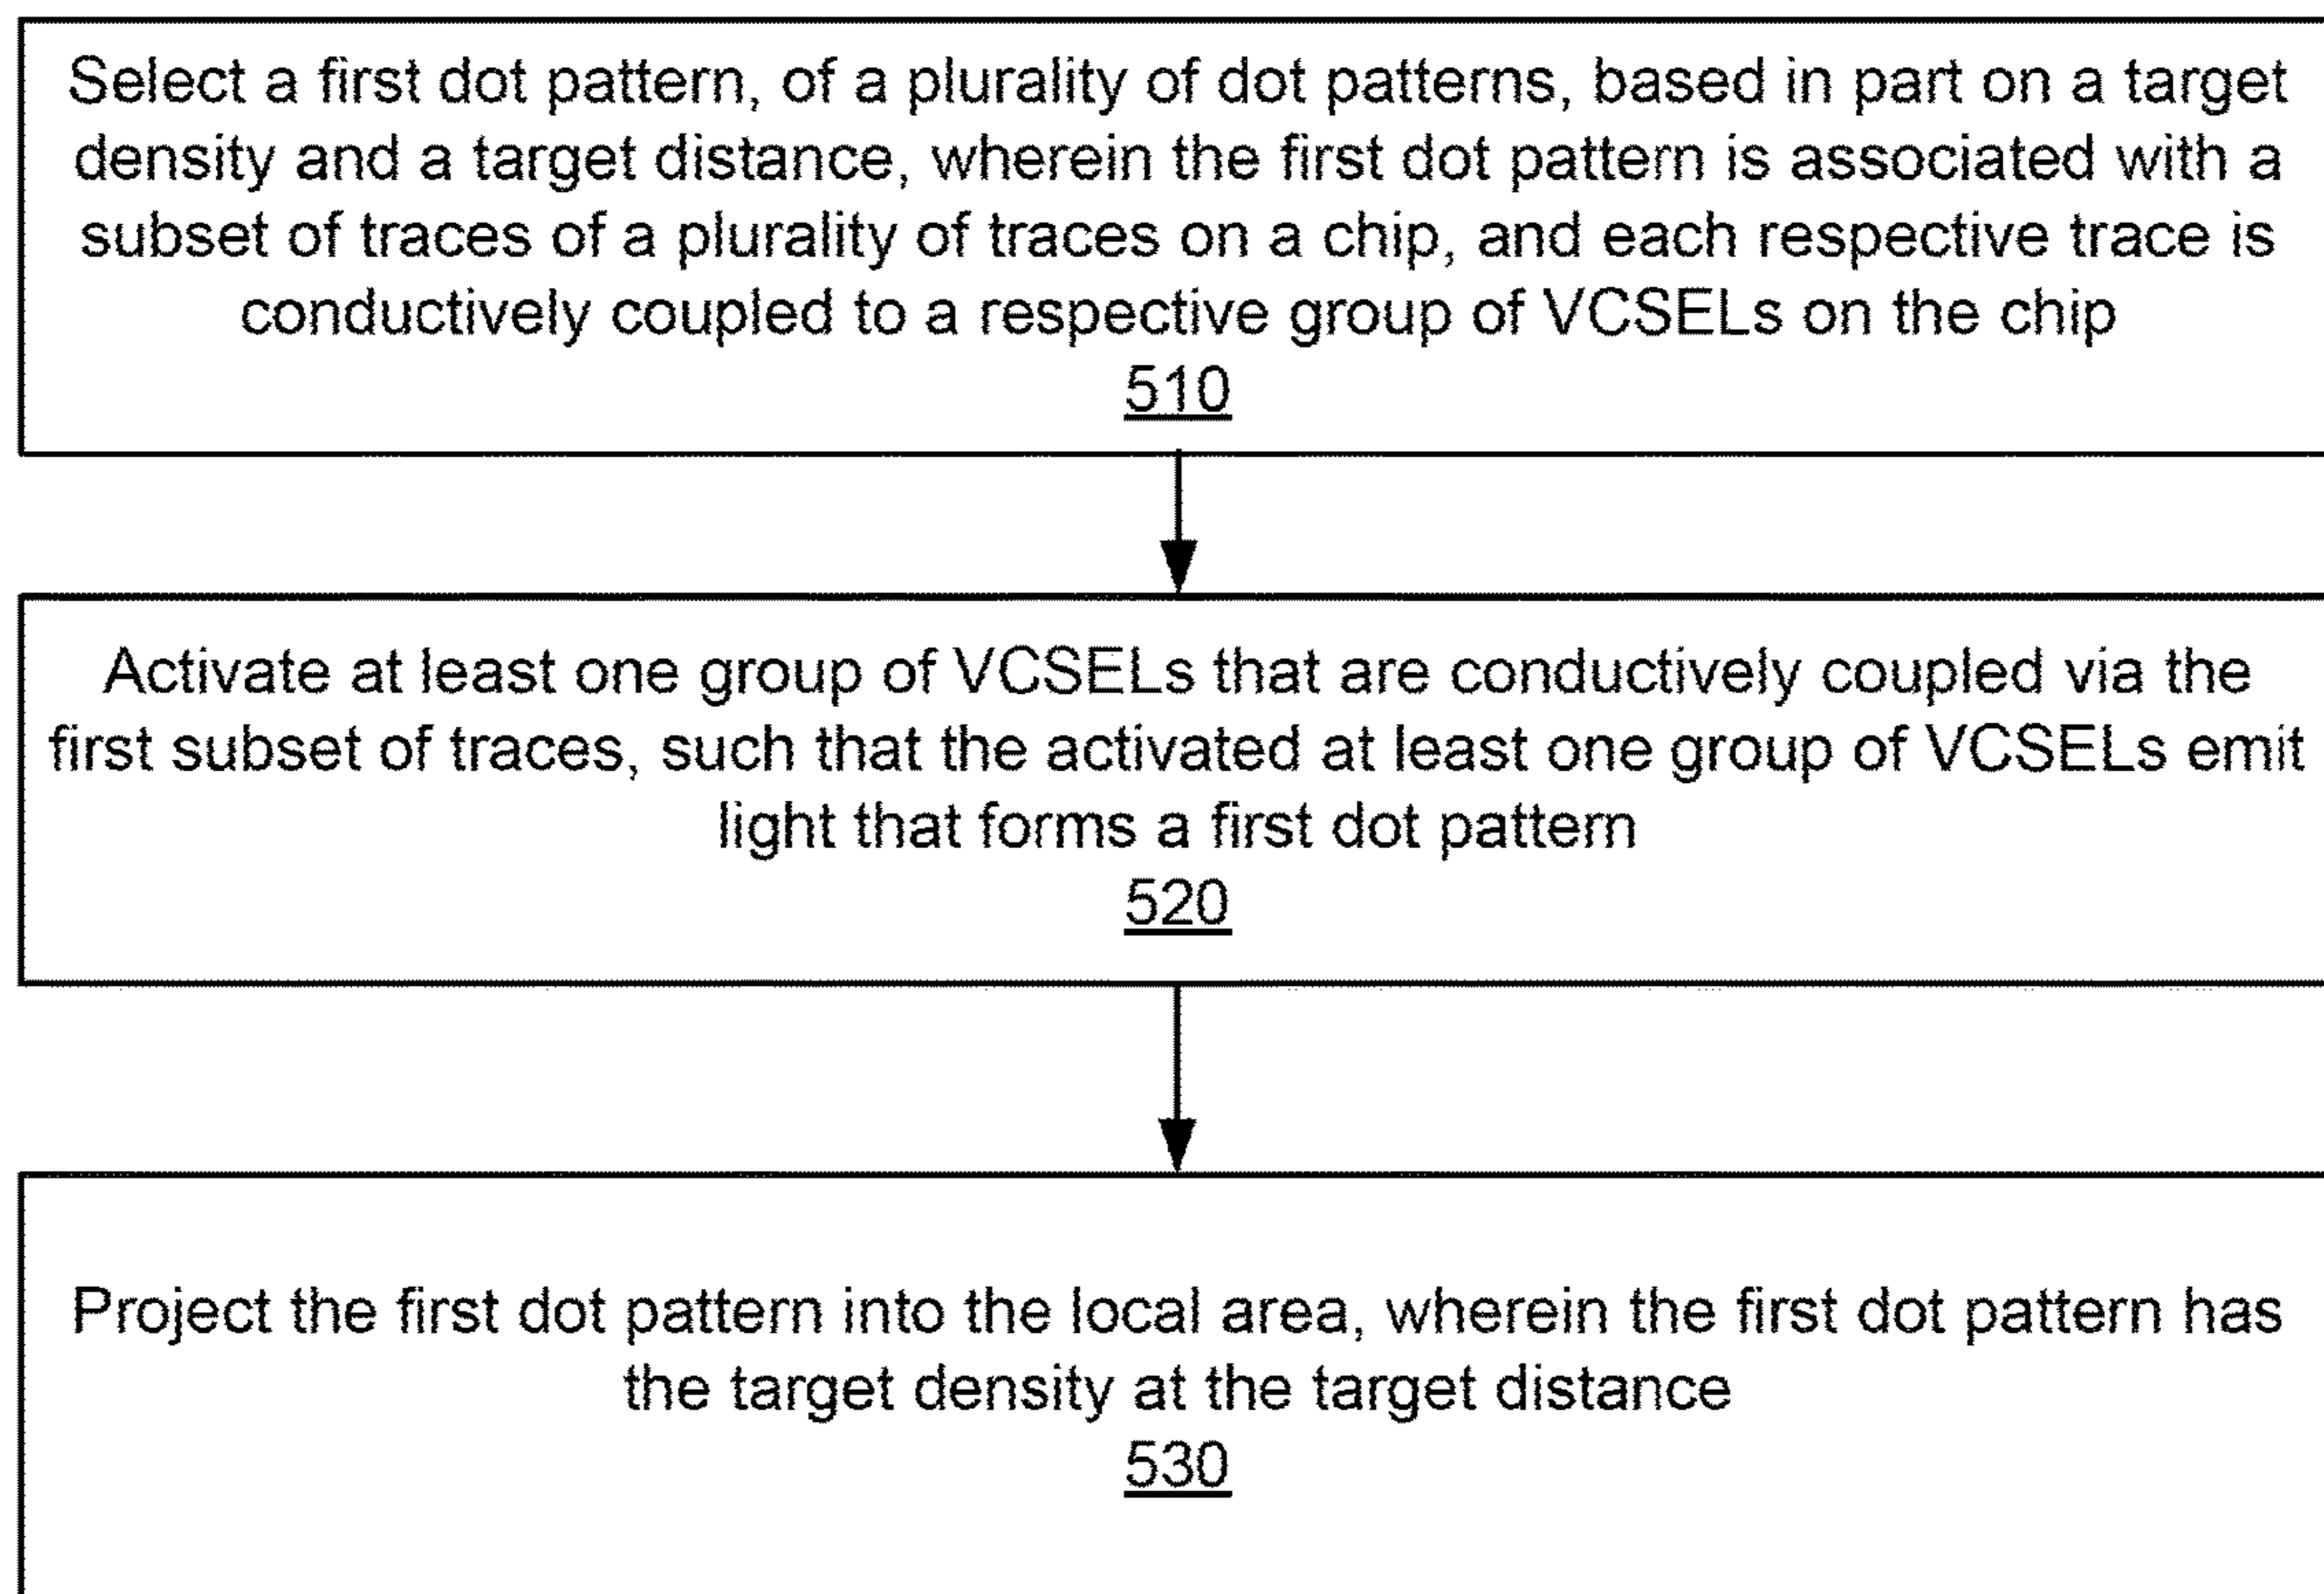 Select a first dot pattern, of a plurality of dot patterns, based in part on a target
density and a target distance, wherein the first dot pattern is associated with a
subset of traces of a plurality of traces on a chip, and each respective trace is
conductively coupled to a respective group of VCSELs on the chip
510
Activate at least one group of VCSELs that are conductively coupled via the
first subset of traces, such that the activated at least one group of VCSELs emit
light that forms a first dot pattern
520
Project the first dot pattern into the local area, wherein the first dot pattern has
the target density at the target distance
530